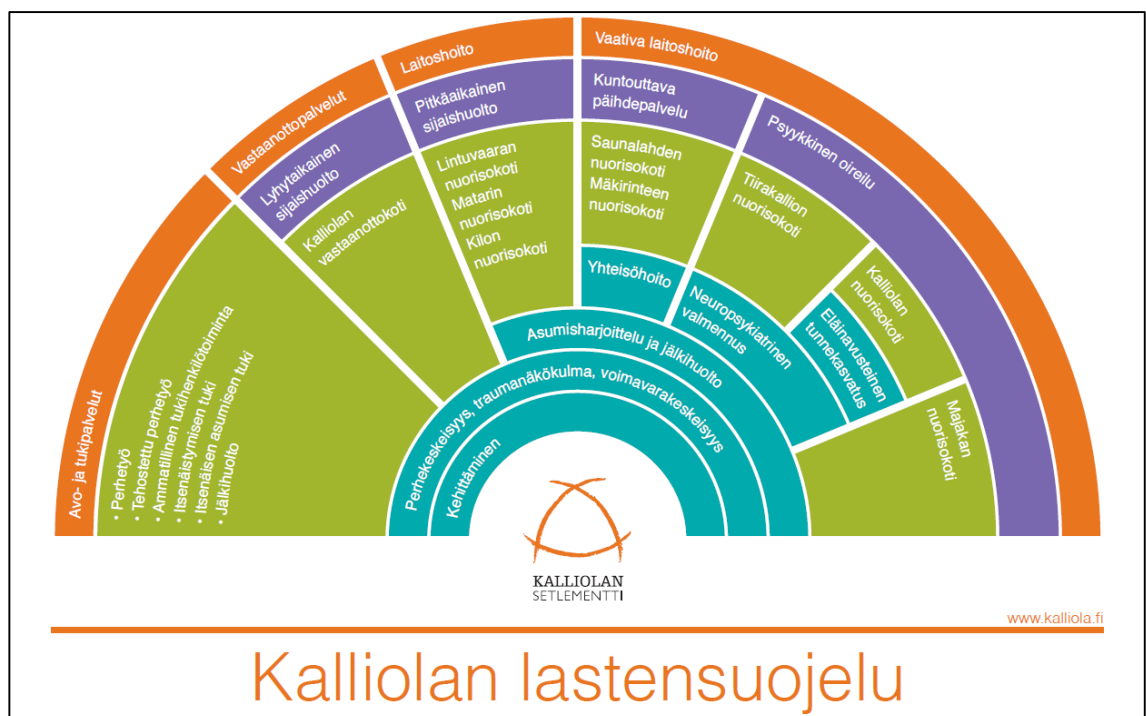 Avo- ja tukipalvelut
• Perhetyö
• Tehostettu perhetyö
• Ammatillinen tukihenkilötoiminta
• Itsenäistymisen tuki
• Itsenäisen asumisen tuki
• Jälkihuolto
Vastaanottopalvelut
Lyhytaikainen
sijaishuolto
Kalliolan
vastaanottokoti
Laitoshoito
Pitkäaikainen
sijaishuolto
Lintuvaaran
nuorisokoti
Matarin
nuorisokoti
Kilon
nuorisokoti
Vaativa laitoshoito
Kuntouttava
päihdepalvelu
Saunalahden
nuorisokoti
Mäkirinteen
nuorisokoti
Yhteisöhoito
Psyykkinen oireilu
Tiirakallion
nuorisokoti
Neuropsykiatrinen
valmennus
Kalliolan
nuorisokoti
Eläinavusteinen
tunnekasvatus
Majakan
nuorisokoti
Asumisharjoittelu ja jälkihuolto
Perhekeskeisyys, traumanäkökulma, voimavarakeskeisyys
Kehittäminen
KALLIOLAN
SETLEMENTTI
www.kalliola.fi
Kalliolan lastensuojelu